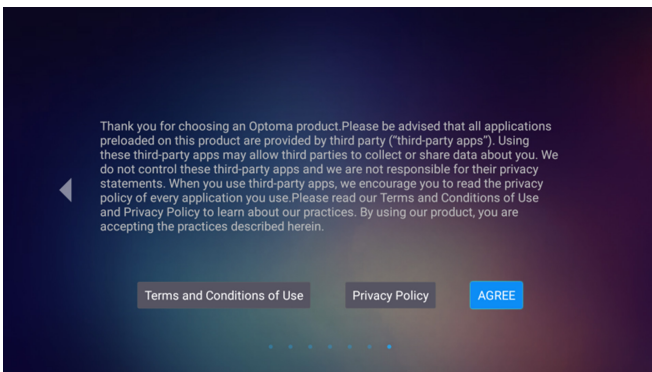 Thank you for choosing an Optoma product.Please be advised that all applications
preloaded on this product are provided by third party ("third-party apps"). Using
these third-party apps may allow third parties to collect or share data about you. We
do not control these third-party apps and we are not responsible for their privacy
statements. When you use third-party apps, we encourage you to read the privacy
policy of every application you use.Please read our Terms and Conditions of Use
and Privacy Policy to learn about our practices. By using our product, you are
accepting the practices described herein.
Terms and Conditions of Use Privacy Policy AGREE